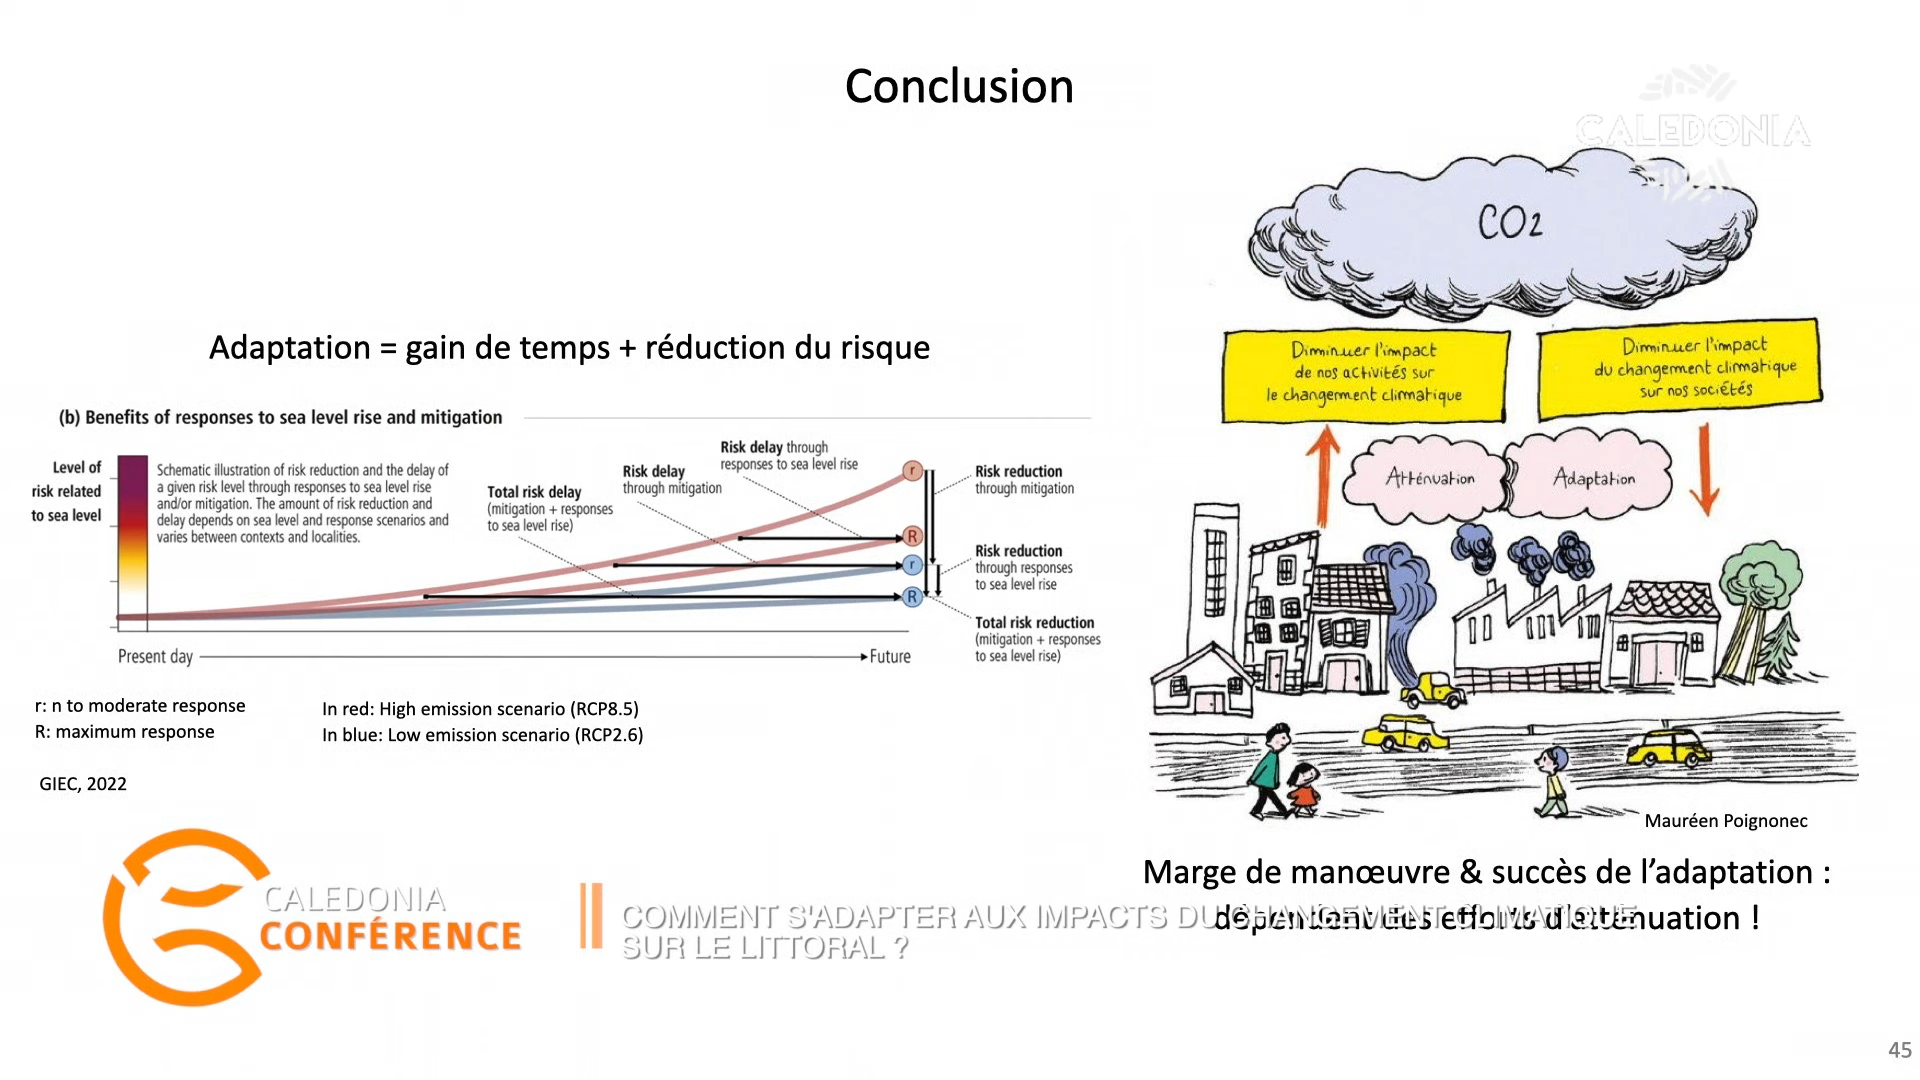 Conclusion
CALEDONIA
Adaptation = gain de temps + réduction du risque
(b) Benefits of responses to sea level rise and mitigation
Level of
risk related
to sea level
Schematic illustration of risk reduction and the delay of
a given risk level through responses to sea level rise
and/or mitigation. The amount of risk reduction and
delay depends on sea level and response scenarios and
varies between contexts and localities.
Total risk delay
(mitigation + responses
to sea level rise)
Risk delay
through mitigation
Risk delay through
responses to sea level rise
r
R
r
R
Risk reduction
through mitigation
Risk reduction
through responses
to sea level rise
Total risk reduction
(mitigation + responses
to sea level rise)
Present day
Future
r: n to moderate response
R: maximum response
In red: High emission scenario (RCP8.5)
In blue: Low emission scenario (RCP2.6)
GIEC, 2022
CO2
Diminuer l'impact
de nos activités sur
le changement climatique
Diminuer l'impact
du changement climatique
sur nos sociétés
Atténuation
Adaptation
Mauréen Poignonec
Marge de manœuvre & succès de l'adaptation :
dépendant des efforts d'atténuation !
CALEDONIA
CONFÉRENCE
COMMENT S'ADAPTER AUX IMPACTS DU CHANGEMENT CLIMATIQUE
SUR LE LITTORAL ?
45